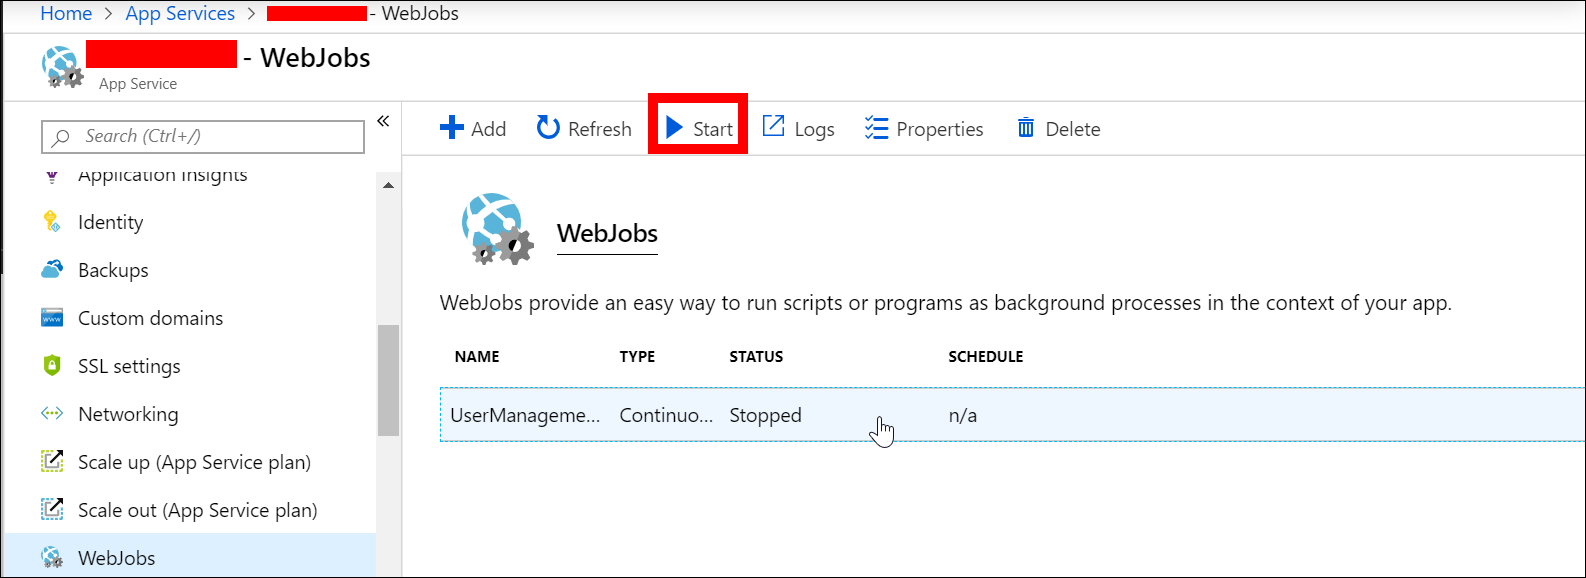 Home > App Services > - WebJobs
- WebJobs
App Service
Search (Ctrl+/)
«
Application Insights
Identity
Backups
Custom domains
SSL settings
Networking
Scale up (App Service plan)
Scale out (App Service plan)
WebJobs
Add Refresh Start Logs Properties Delete
WebJobs
WebJobs provide an easy way to run scripts or programs as background processes in the context of your app.
NAME TYPE STATUS SCHEDULE
UserManageme... Continuo... Stopped n/a